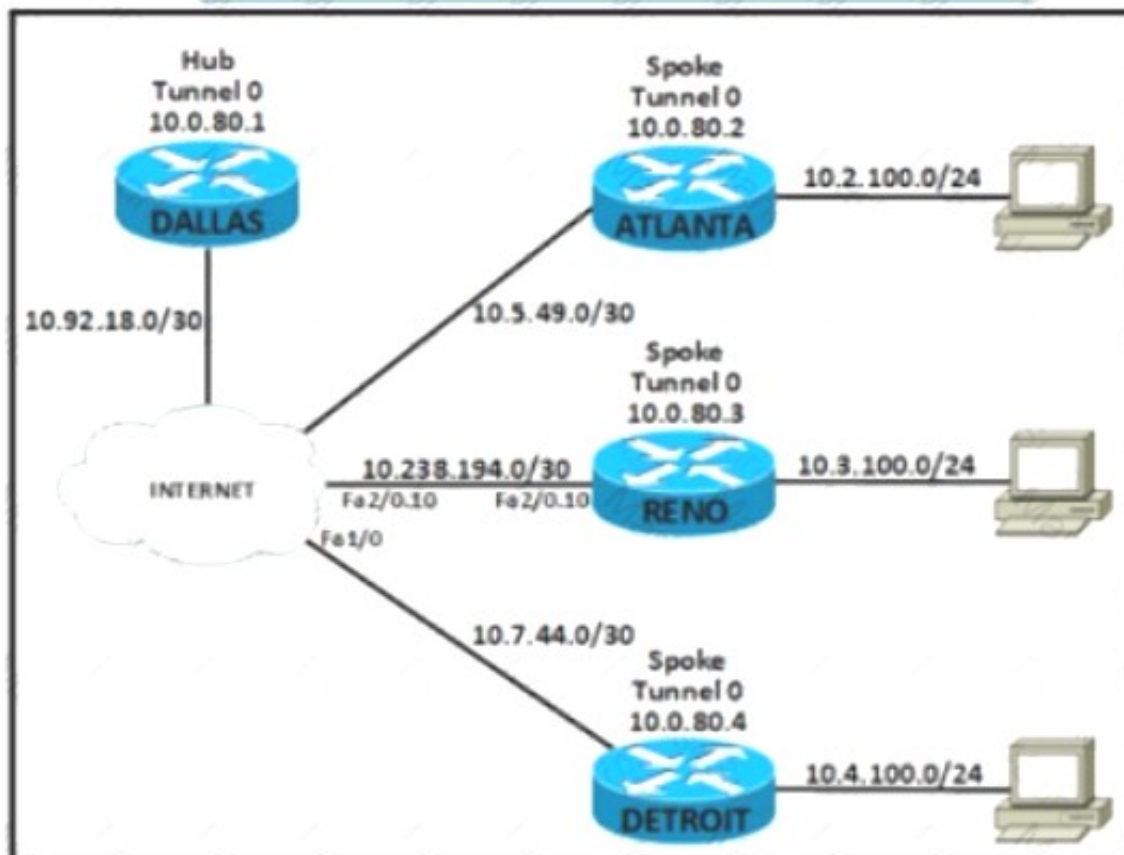 Hub
Tunnel 0
10.0.80.1
DALLAS
Spoke
Tunnel 0
10.0.80.2
ATLANTA
10.2.100.0/24
10.92.18.0/30
10.5.49.0/30
Spoke
Tunnel 0
10.0.80.3
INTERNET
10.238.194.0/30
Fa2/0.10
Fa2/0.10
RENO
10.3.100.0/24
Fa1/0
10.7.44.0/30
Spoke
Tunnel 0
10.0.80.4
DETROIT
10.4.100.0/24